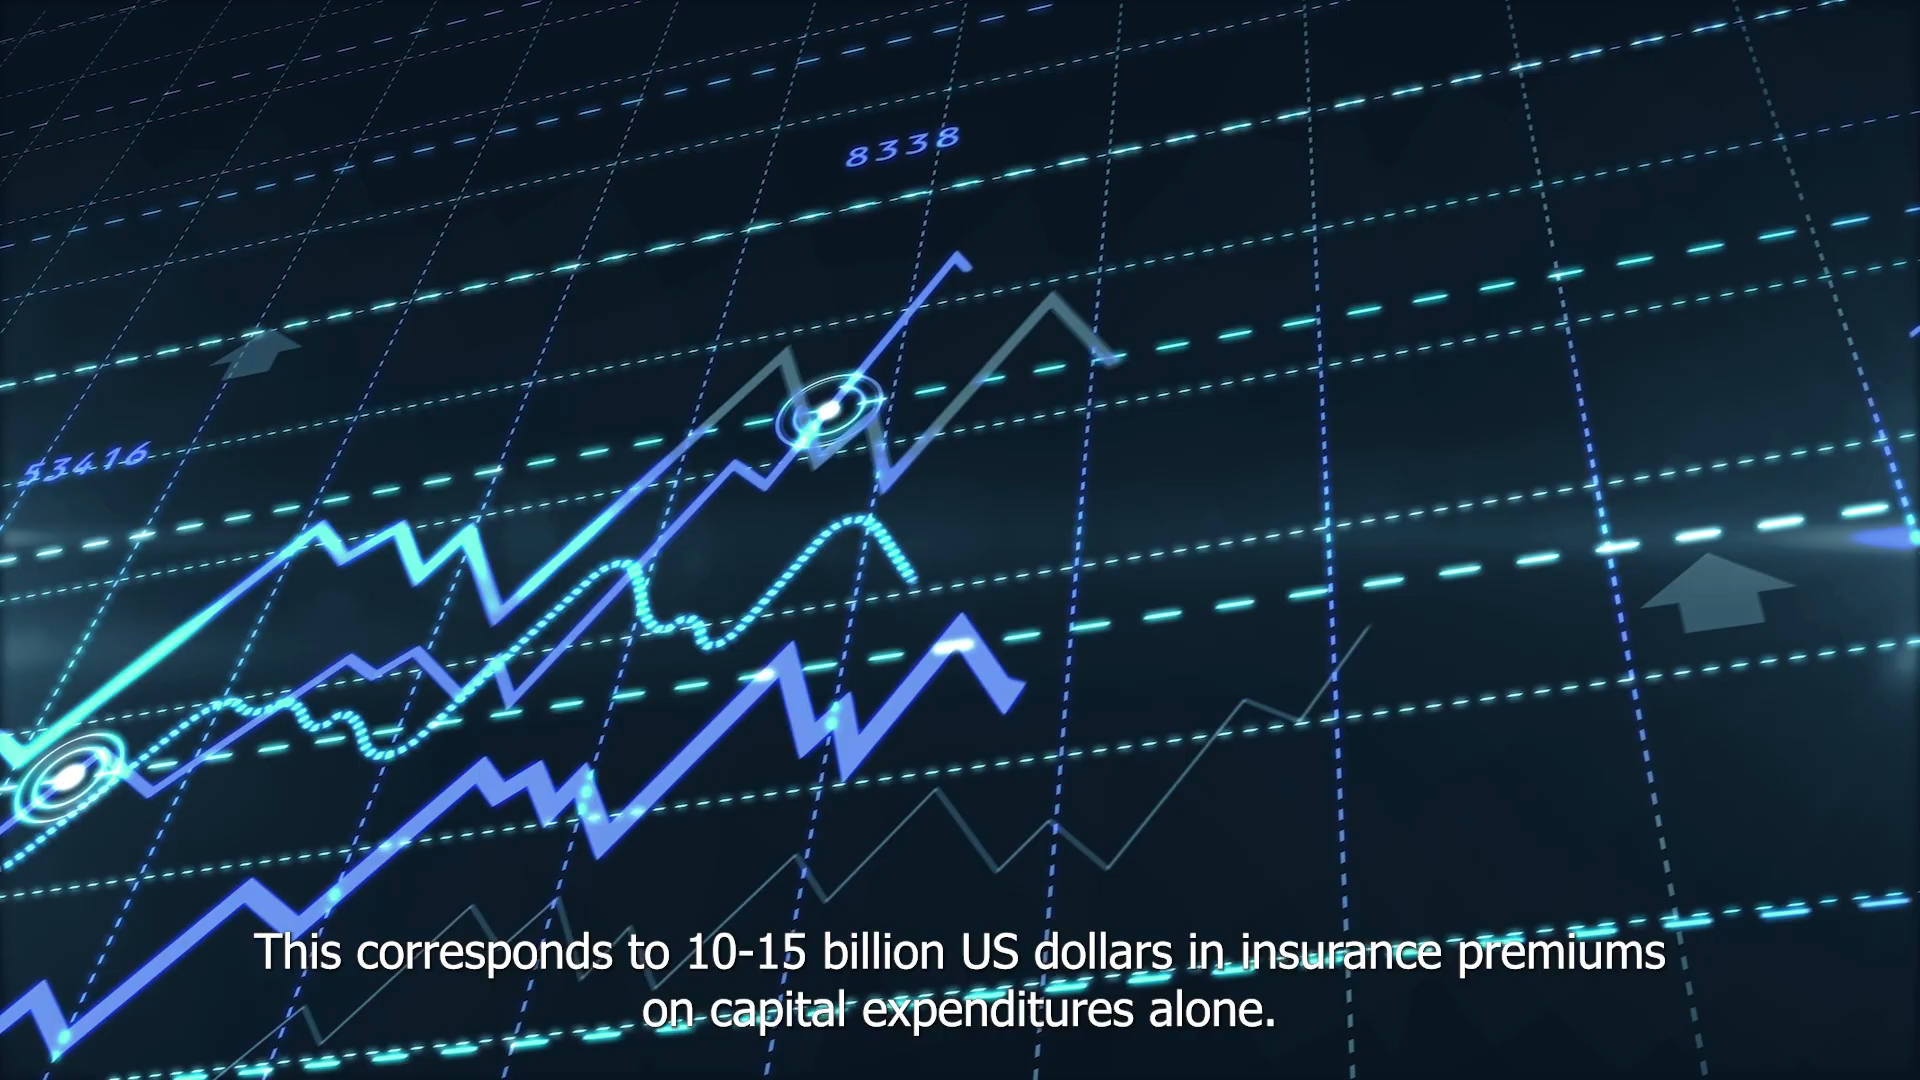 8338
53416
This corresponds to 10-15 billion US dollars in insurance premiums
on capital expenditures alone.